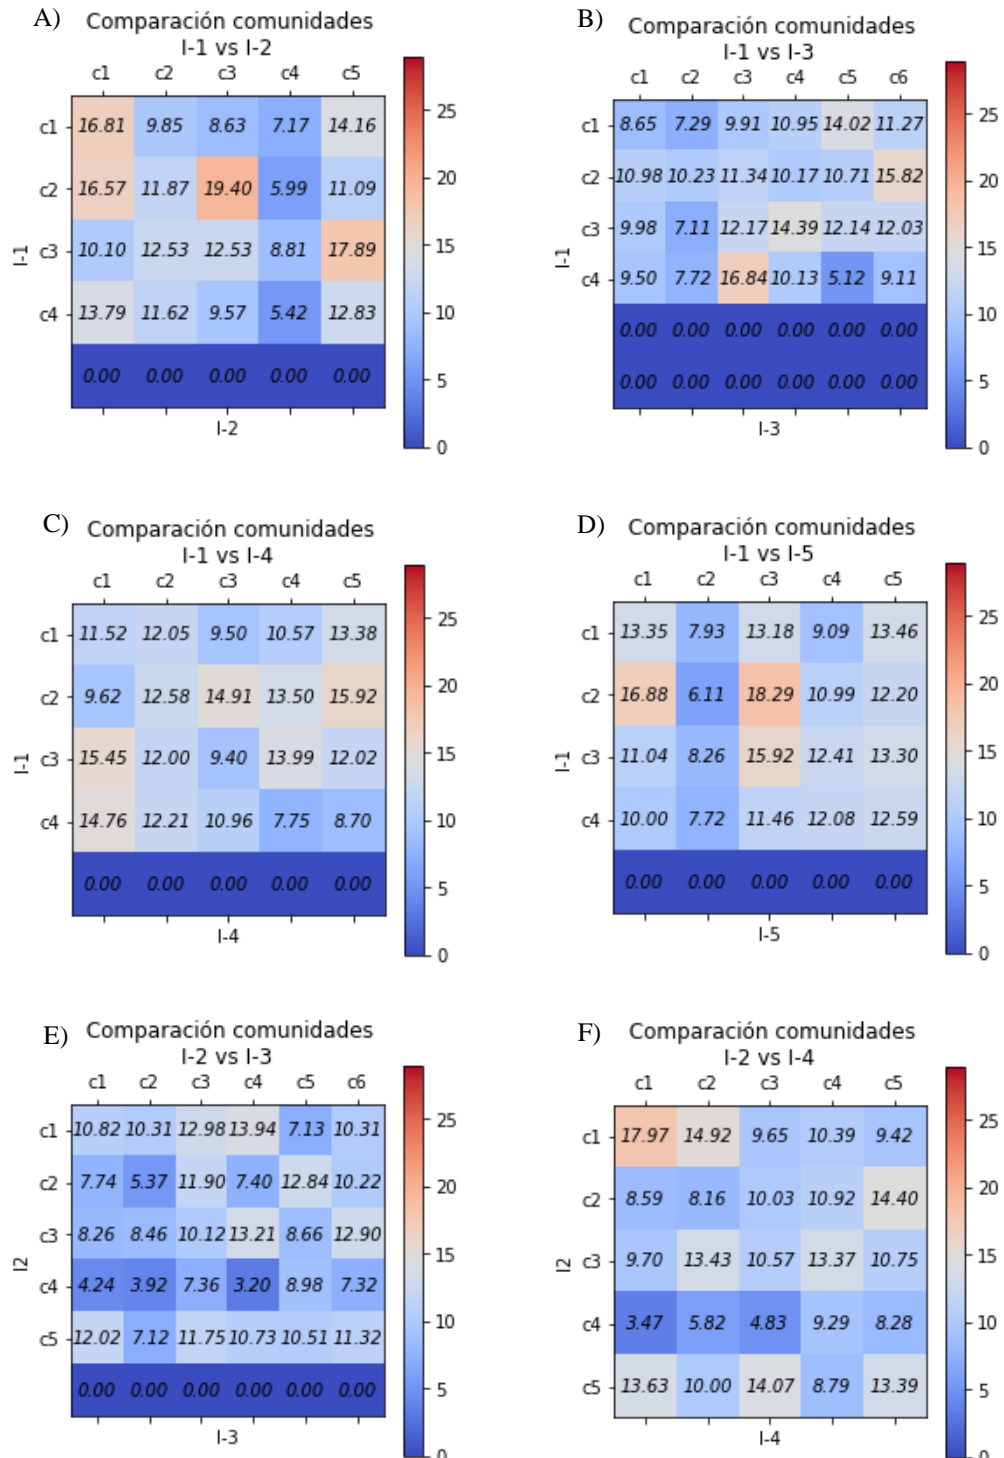 A) Comparación comunidades
I-1 vs I-2
c1 c2 c3 c4 c5
c1 16.81 9.85 8.63 7.17 14.16
c2 16.57 11.87 19.40 5.99 11.09
c3 10.10 12.53 12.53 8.81 17.89
c4 13.79 11.62 9.57 5.42 12.83
0.00 0.00 0.00 0.00 0.00
I-1
I-2
25
20
15
10
5
0
B) Comparación comunidades
I-1 vs I-3
c1 c2 c3 c4 c5 c6
c1 8.65 7.29 9.91 10.95 14.02 11.27
c2 10.98 10.23 11.34 10.17 10.71 15.82
c3 9.98 7.11 12.17 14.39 12.14 12.03
c4 9.50 7.72 16.84 10.13 5.12 9.11
0.00 0.00 0.00 0.00 0.00 0.00
0.00 0.00 0.00 0.00 0.00 0.00
I-1
I-3
25
20
15
10
5
0
C) Comparación comunidades
I-1 vs I-4
c1 c2 c3 c4 c5
c1 11.52 12.05 9.50 10.57 13.38
c2 9.62 12.58 14.91 13.50 15.92
c3 15.45 12.00 9.40 13.99 12.02
c4 14.76 12.21 10.96 7.75 8.70
0.00 0.00 0.00 0.00 0.00
I-1
I-4
25
20
15
10
5
0
D) Comparación comunidades
I-1 vs I-5
c1 c2 c3 c4 c5
c1 13.35 7.93 13.18 9.09 13.46
c2 16.88 6.11 18.29 10.99 12.20
c3 11.04 8.26 15.92 12.41 13.30
c4 10.00 7.72 11.46 12.08 12.59
0.00 0.00 0.00 0.00 0.00
I-1
I-5
25
20
15
10
5
0
E) Comparación comunidades
I-2 vs I-3
c1 c2 c3 c4 c5 c6
c1 10.82 10.31 12.98 13.94 7.13 10.31
c2 7.74 5.37 11.90 7.40 12.84 10.22
c3 8.26 8.46 10.12 13.21 8.66 12.90
c4 4.24 3.92 7.36 3.20 8.98 7.32
c5 12.02 7.12 11.75 10.73 10.51 11.32
0.00 0.00 0.00 0.00 0.00 0.00
I2
I-3
25
20
15
10
5
0
F) Comparación comunidades
I-2 vs I-4
c1 c2 c3 c4 c5
c1 17.97 14.92 9.65 10.39 9.42
c2 8.59 8.16 10.03 10.92 14.40
c3 9.70 13.43 10.57 13.37 10.75
c4 3.47 5.82 4.83 9.29 8.28
c5 13.63 10.00 14.07 8.79 13.39
I2
I-4
25
20
15
10
5
0